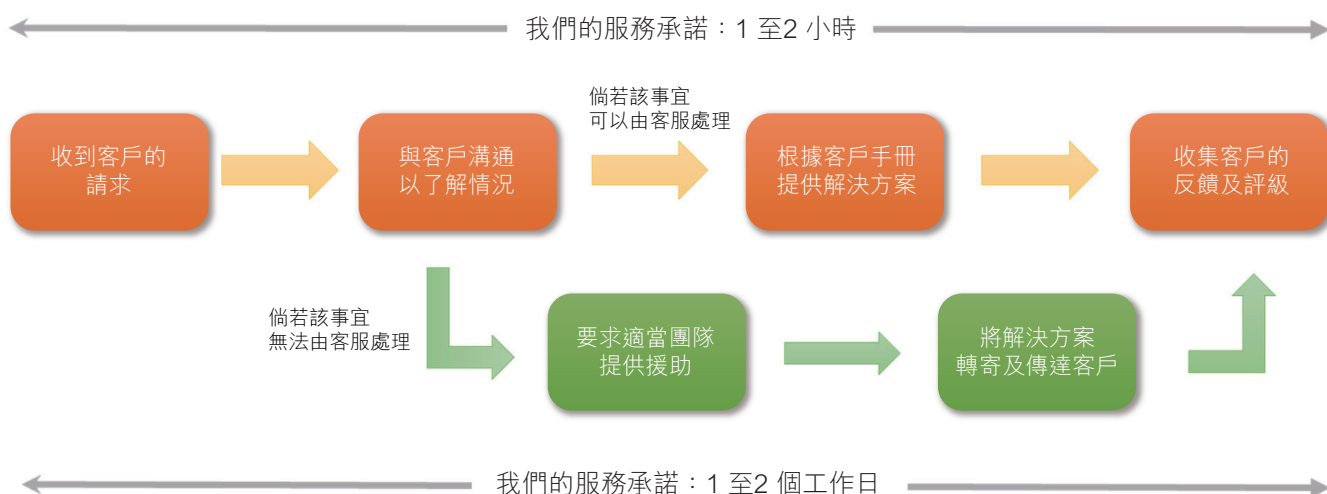 我們的服務承諾：1 至2 小時
倘若該事宜
可以由客服處理
收到客戶的
請求
與客戶溝通
以了解情況
根據客戶手冊
提供解決方案
收集客戶的
反饋及評級
倘若該事宜
無法由客服處理
要求適當團隊
提供援助
將解決方案
轉寄及傳達客戶
我們的服務承諾：1 至2 個工作日